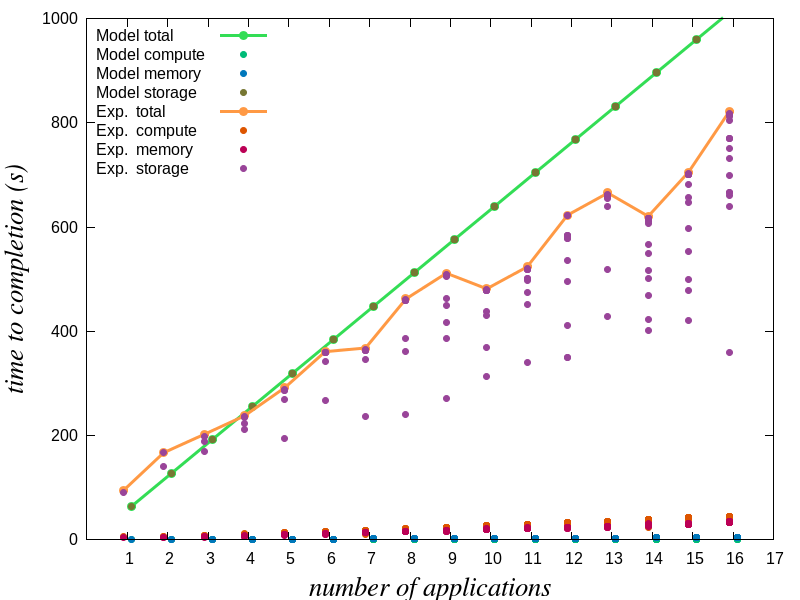 1000
800
600
400
200
0
Model total
Model compute
Model memory
Model storage
Exp. total
Exp. compute
Exp. memory
Exp. storage
time to completion (s)
1 2 3 4 5 6 7 8 9 10 11 12 13 14 15 16 17
number of applications